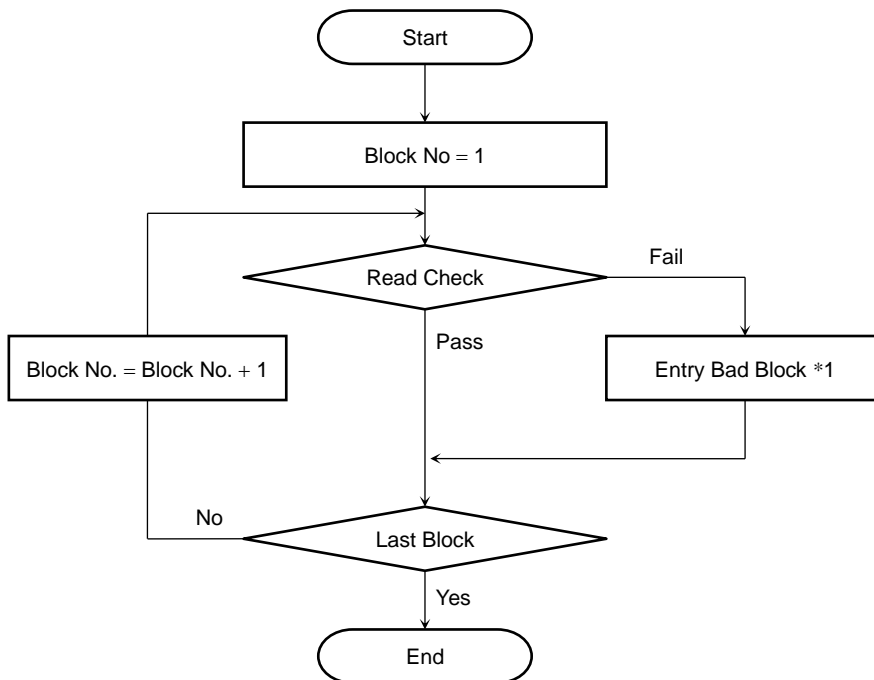 Start
Block No = 1
Read Check
Fail
Pass
Block No. = Block No. + 1
Entry Bad Block *1
No
Last Block
Yes
End